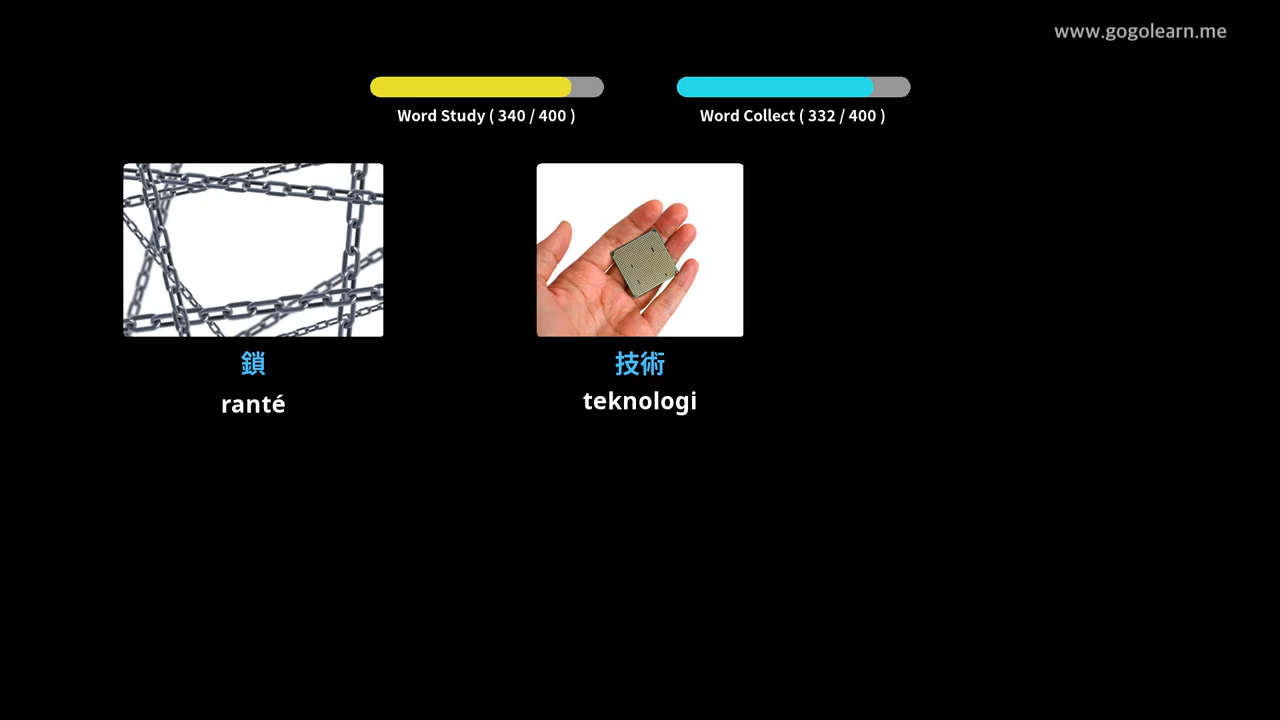 www.gogolearn.me
Word Study ( 340 / 400 )
Word Collect ( 332 / 400 )
鎖
ranté
技術
teknologi